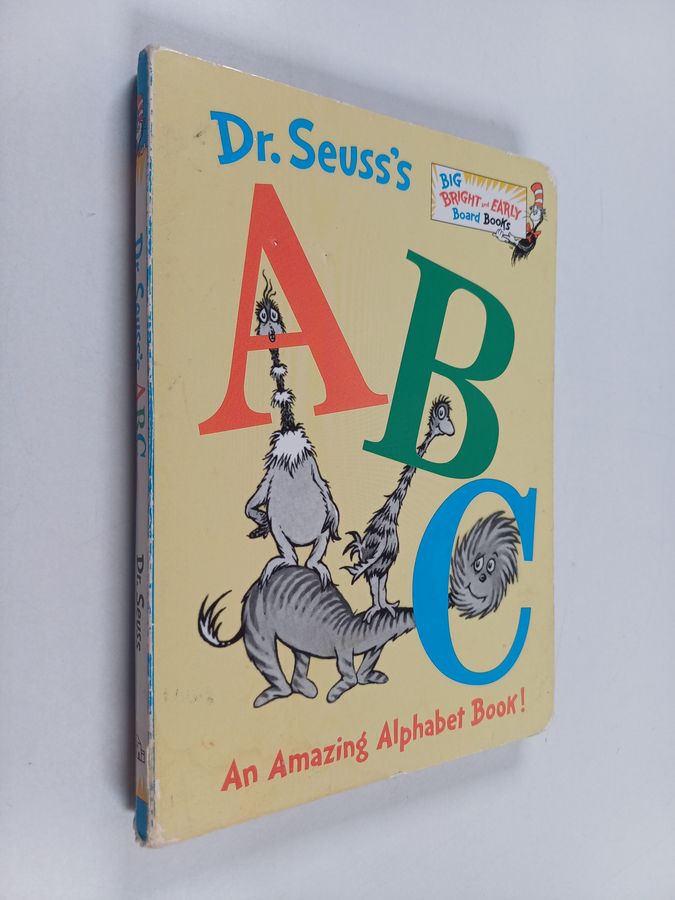 Dr. Seuss's
BIG
BRIGHT and EARLY
Board Books
A
B
C
An Amazing Alphabet Book!
Dr. Seuss's ABC
Dr. Seuss